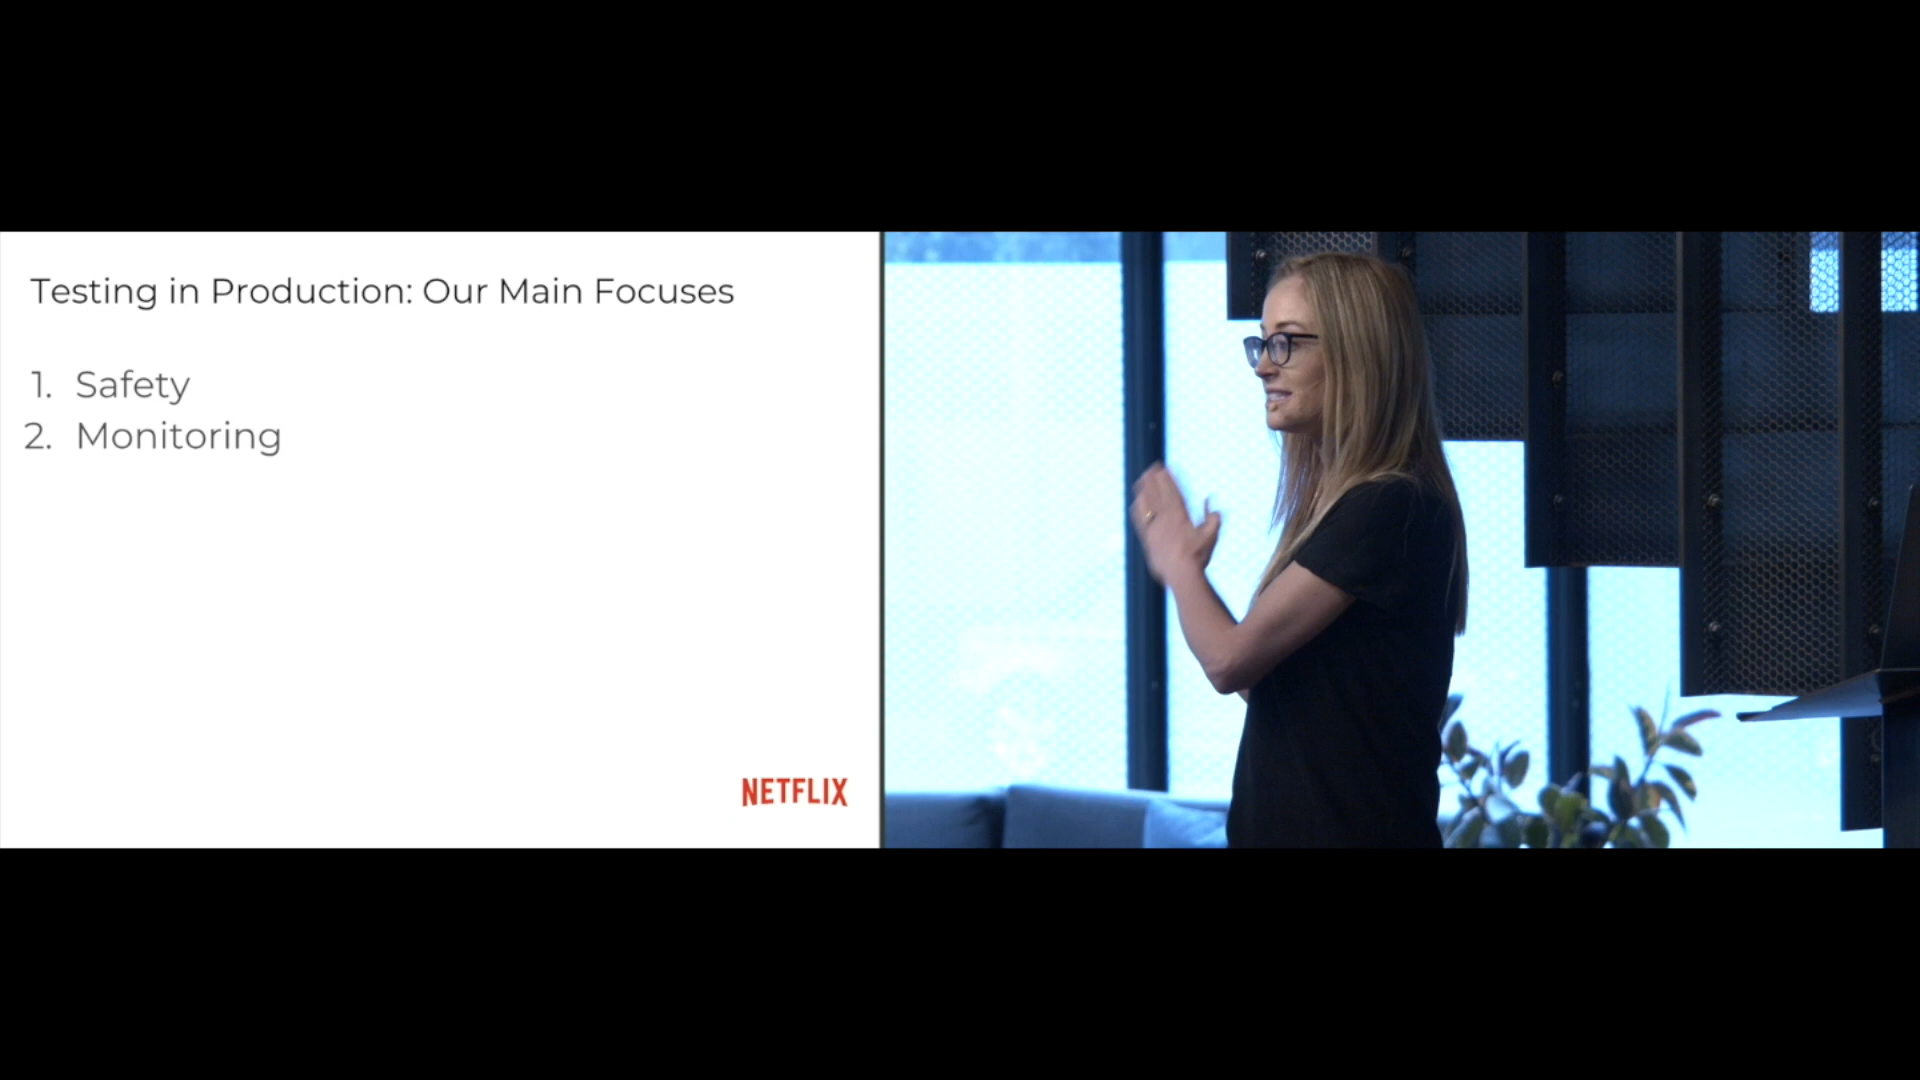 Testing in Production: Our Main Focuses
1. Safety
2. Monitoring
NETFLIX